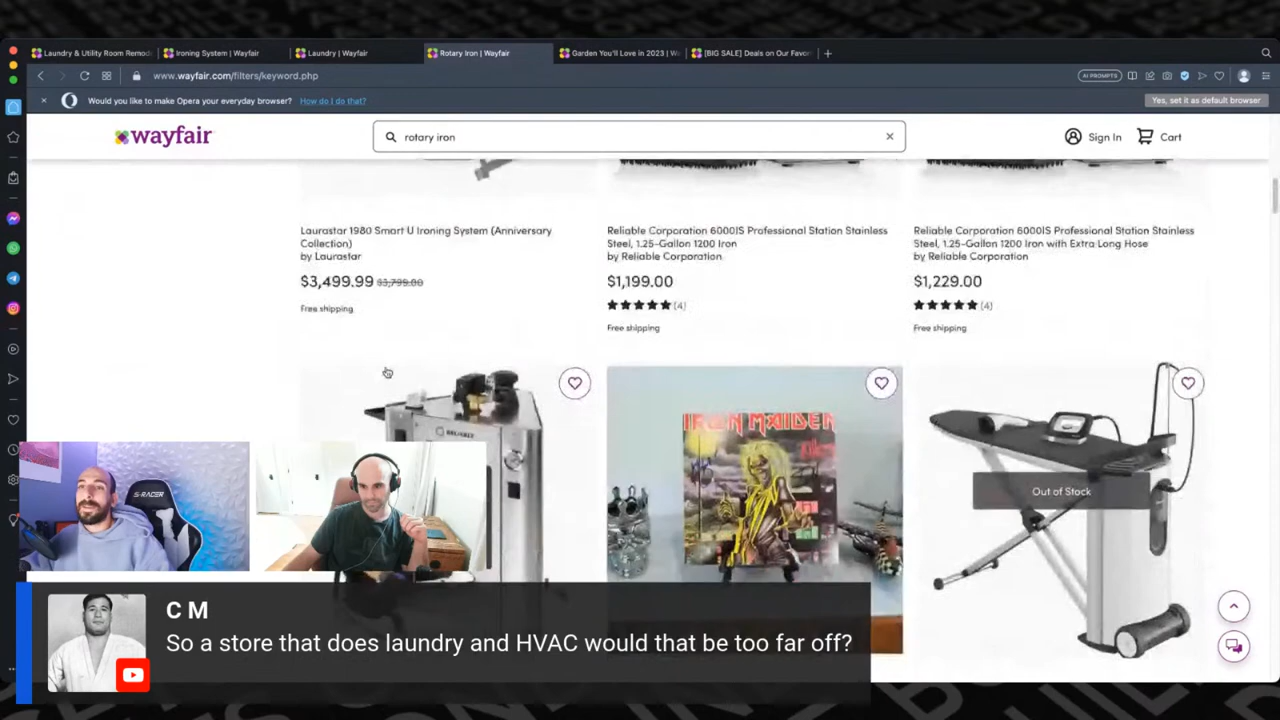 Laundry & Utility Room Remod
Ironing System | Wayfair
Laundry | Wayfair
Rotary Iron | Wayfair
Garden You'll Love in 2023 | W
[BIG SALE] Deals on Our Favor
www.wayfair.com/filters/keyword.php
AI PROMPTS
Would you like to make Opera your everyday browser? How do I do that?
Yes, set it as default browser
wayfair
rotary iron
Sign In
Cart
Laurastar 1980 Smart U Ironing System (Anniversary
Collection)
by Laurastar
$3,499.99 $3,799.00
Free shipping
Reliable Corporation 6000IS Professional Station Stainless
Steel, 1.25-Gallon 1200 Iron
by Reliable Corporation
$1,199.00
(4)
Free shipping
Reliable Corporation 6000IS Professional Station Stainless
Steel, 1.25-Gallon 1200 Iron with Extra Long Hose
by Reliable Corporation
$1,229.00
(4)
Free shipping
RELIABLE
IRON MAIDEN
Out of Stock
S-RACER
C M
So a store that does laundry and HVAC would that be too far off?